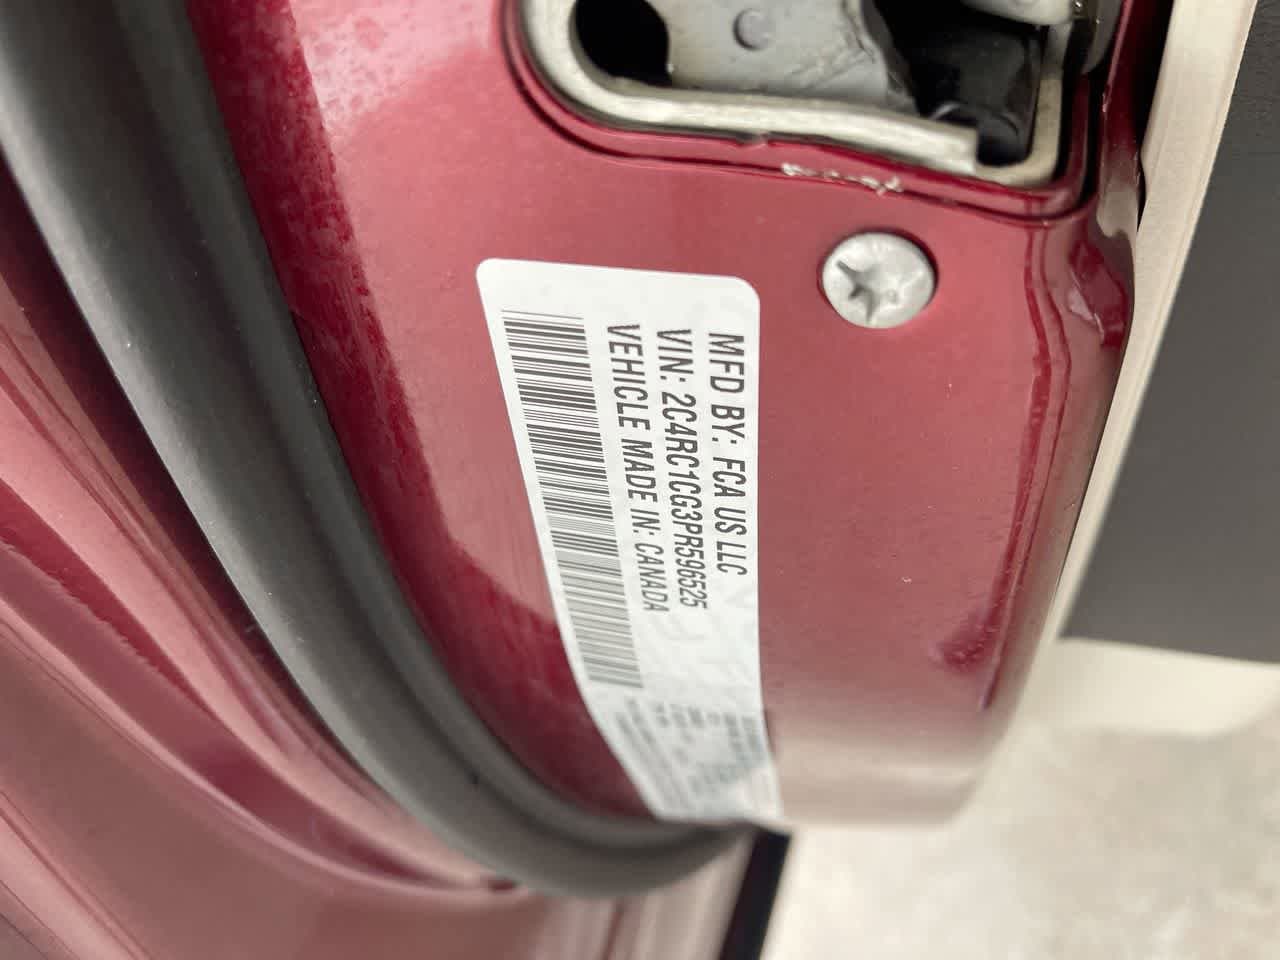 C
MFD BY: FCA US LLC
VIN: 2C4RC1CG3PR596525
VEHICLE MADE IN: CANADA